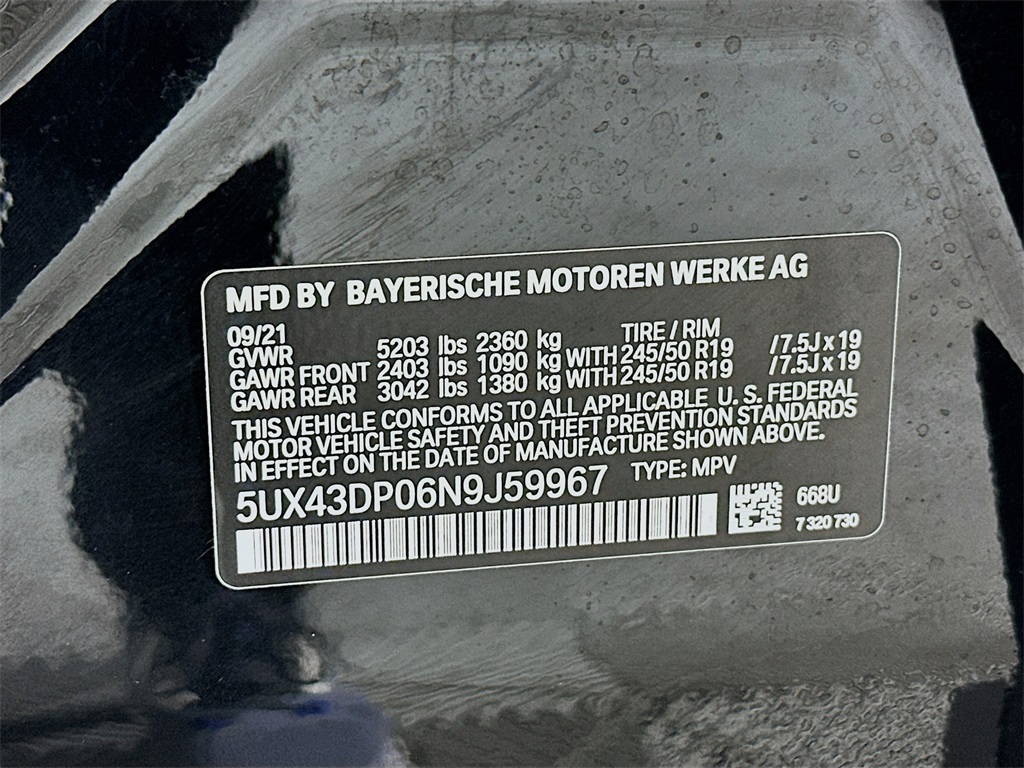 MFD BY BAYERISCHE MOTOREN WERKE AG
09/21 TIRE / RIM
GVWR 5203 lbs 2360 kg
GAWR FRONT 2403 lbs 1090 kg WITH 245/50 R19 /7.5J x 19
GAWR REAR 3042 lbs 1380 kg WITH 245/50 R19 /7.5J x 19
THIS VEHICLE CONFORMS TO ALL APPLICABLE U. S. FEDERAL
MOTOR VEHICLE SAFETY AND THEFT PREVENTION STANDARDS
IN EFFECT ON THE DATE OF MANUFACTURE SHOWN ABOVE.
5UX43DP06N9J59967 TYPE: MPV
668U
7 320 730